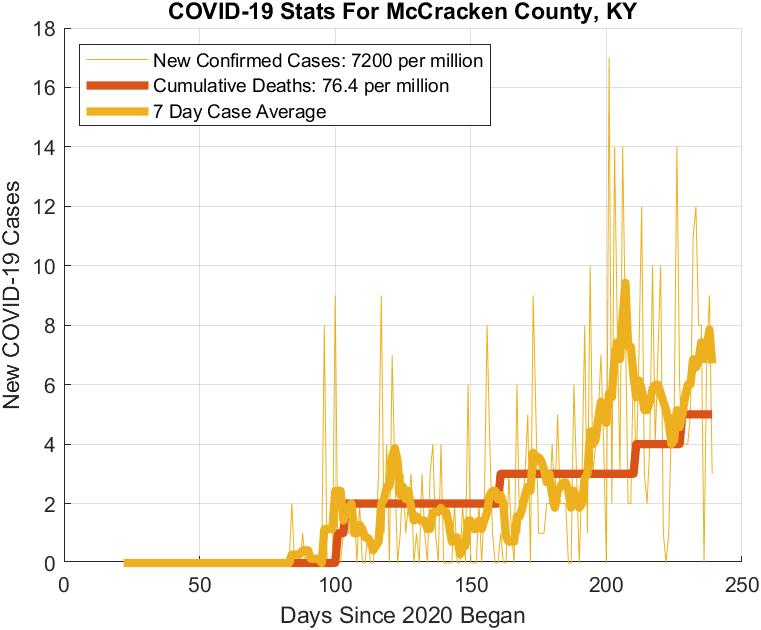 COVID-19 Stats For McCracken County, KY
New Confirmed Cases: 7200 per million
Cumulative Deaths: 76.4 per million
7 Day Case Average
New COVID-19 Cases
18
16
14
12
10
8
6
4
2
0
0 50 100 150 200 250
Days Since 2020 Began